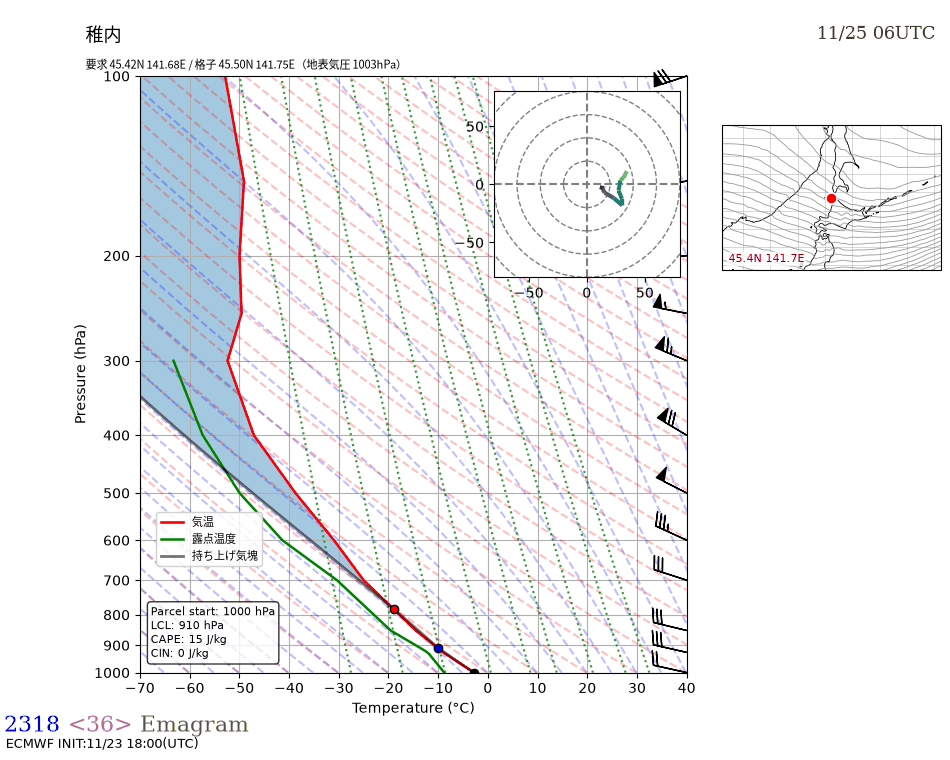 稚内
11/25 06UTC
要求 45.42N 141.68E / 格子 45.50N 141.75E（地表気圧 1003hPa）
100
200
300
400
500
600
700
800
900
1000
Pressure (hPa)
50
0
−50
−50 0 50
45.4N 141.7E
気温
露点温度
持ち上げ気塊
Parcel start: 1000 hPa
LCL: 910 hPa
CAPE: 15 J/kg
CIN: 0 J/kg
−70 −60 −50 −40 −30 −20 −10 0 10 20 30 40
Temperature (°C)
2318 <36> Emagram
ECMWF INIT:11/23 18:00(UTC)